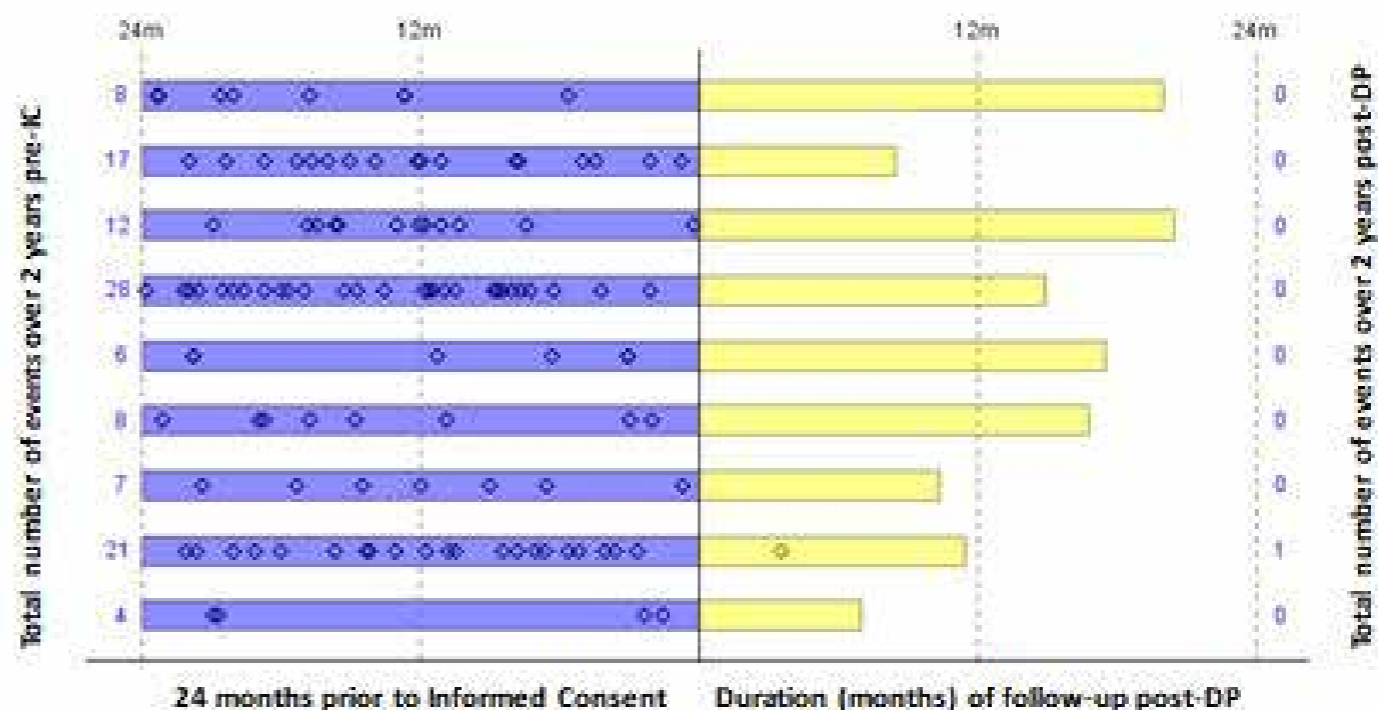 24m 12m 12m 24m
Total number of events over 2 years pre-IC
Total number of events over 2 years post-DP
8 0
17 0
12 0
28 0
6 0
8 0
7 0
21 1
4 0
24 months prior to Informed Consent
Duration (months) of follow-up post-DP